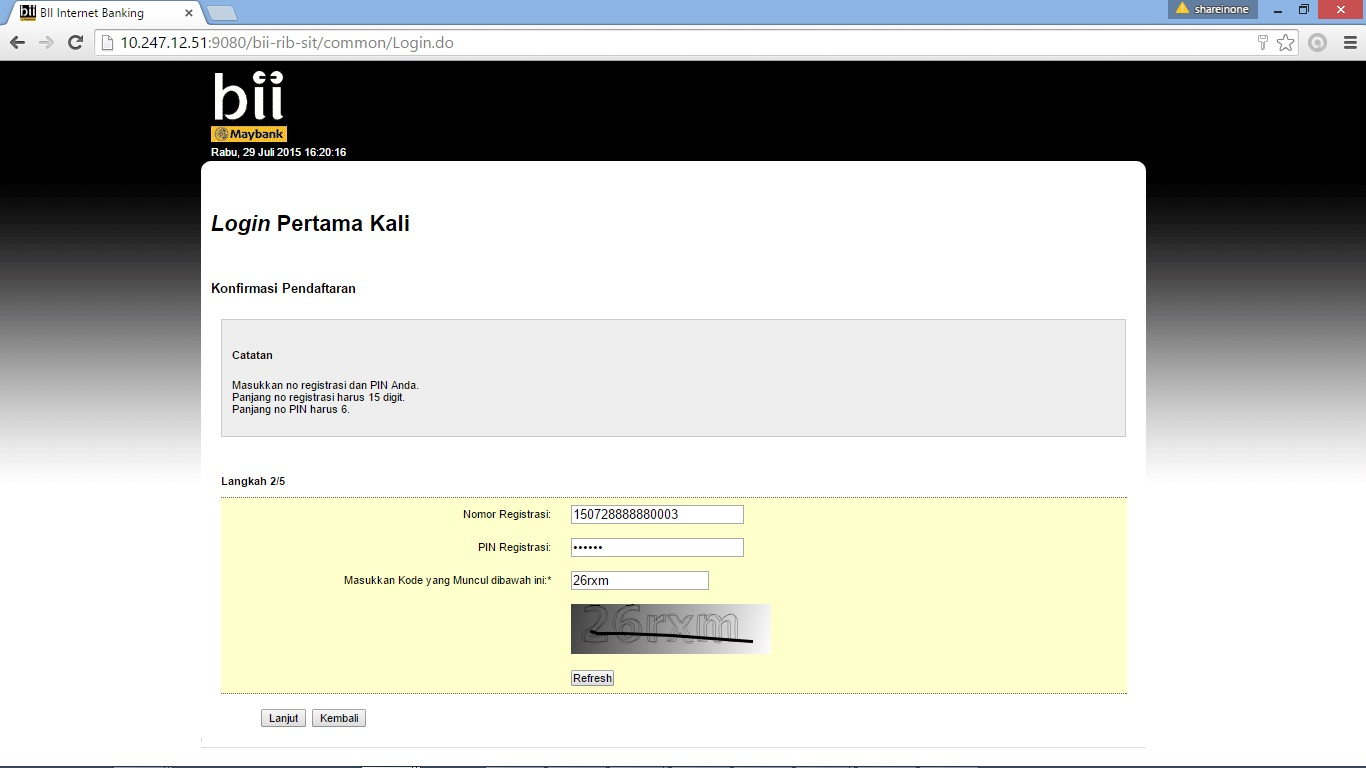 bii BII Internet Banking
shareinone
10.247.12.51:9080/bii-rib-sit/common/Login.do
bii
Maybank
Rabu, 29 Juli 2015 16:20:16
Login Pertama Kali
Konfirmasi Pendaftaran
Catatan
Masukkan no registrasi dan PIN Anda.
Panjang no registrasi harus 15 digit.
Panjang no PIN harus 6.
Langkah 2/5
Nomor Registrasi: 150728888880003
PIN Registrasi: ••••••
Masukkan Kode yang Muncul dibawah ini:* 26rxm
26rxm
Refresh
Lanjut Kembali